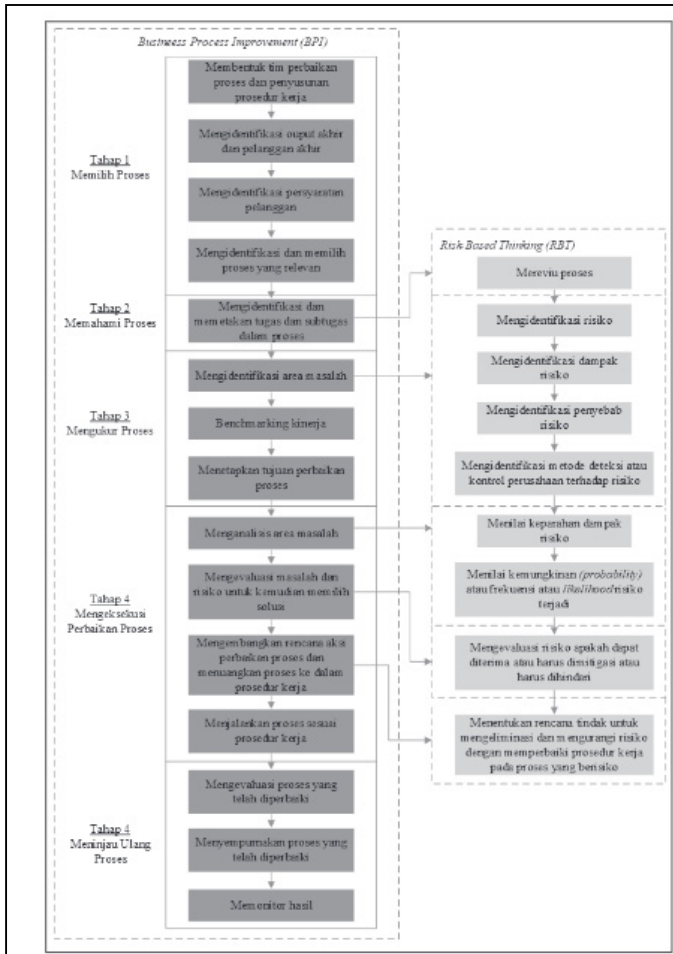 Busineess Process Improvement (BPI)
Tahap 1
Memilih Proses
Membentuk tim perbaikan
proses dan penyusunan
prosedur kerja
Mengidentifikasi ouput akhir
dan pelanggan akhir
Mengidentifikasi persyaratan
pelanggan
Mengidentifikasi dan memilih
proses yang relevan
Tahap 2
Memahami Proses
Mengidentifikasi dan
memetakan tugas dan subtugas
dalam proses
Tahap 3
Mengukur Proses
Mengidentifikasi area masalah
Benchmarking kinerja
Menetapkan tujuan perbaikan
proses
Tahap 4
Mengeksekusi
Perbaikan Proses
Menganalisis area masalah
Mengevaluasi masalah dan
risiko untuk kemudian memilih
solusi
Mengembangkan rencana aksi
perbaikan proses dan
menuangkan proses ke dalam
prosedur kerja
Menjalankan proses sesuai
prosedur kerja
Tahap 4
Meninjau Ulang
Proses
Mengevaluasi proses yang
telah diperbaiki
Menyempurnakan proses yang
telah diperbaiki
Memonitor hasil
Risk Based Thinking (RBT)
Mereviu proses
Mengidentifikasi risiko
Mengidentifikasi dampak
risiko
Mengidentifikasi penyebab
risiko
Mengidentifikasi metode deteksi atau
kontrol perusahaan terhadap risiko
Menilai keparahan dampak
risiko
Menilai kemungkinan (probability)
atau frekuensi atau likelihood risiko
terjadi
Mengevaluasi risiko apakah dapat
diterima atau harus dimitigasi atau
harus dihindari
Menentukan rencana tindak untuk
mengeliminasi dan mengurangi risiko
dengan memperbaiki prosedur kerja
pada proses yang berisiko